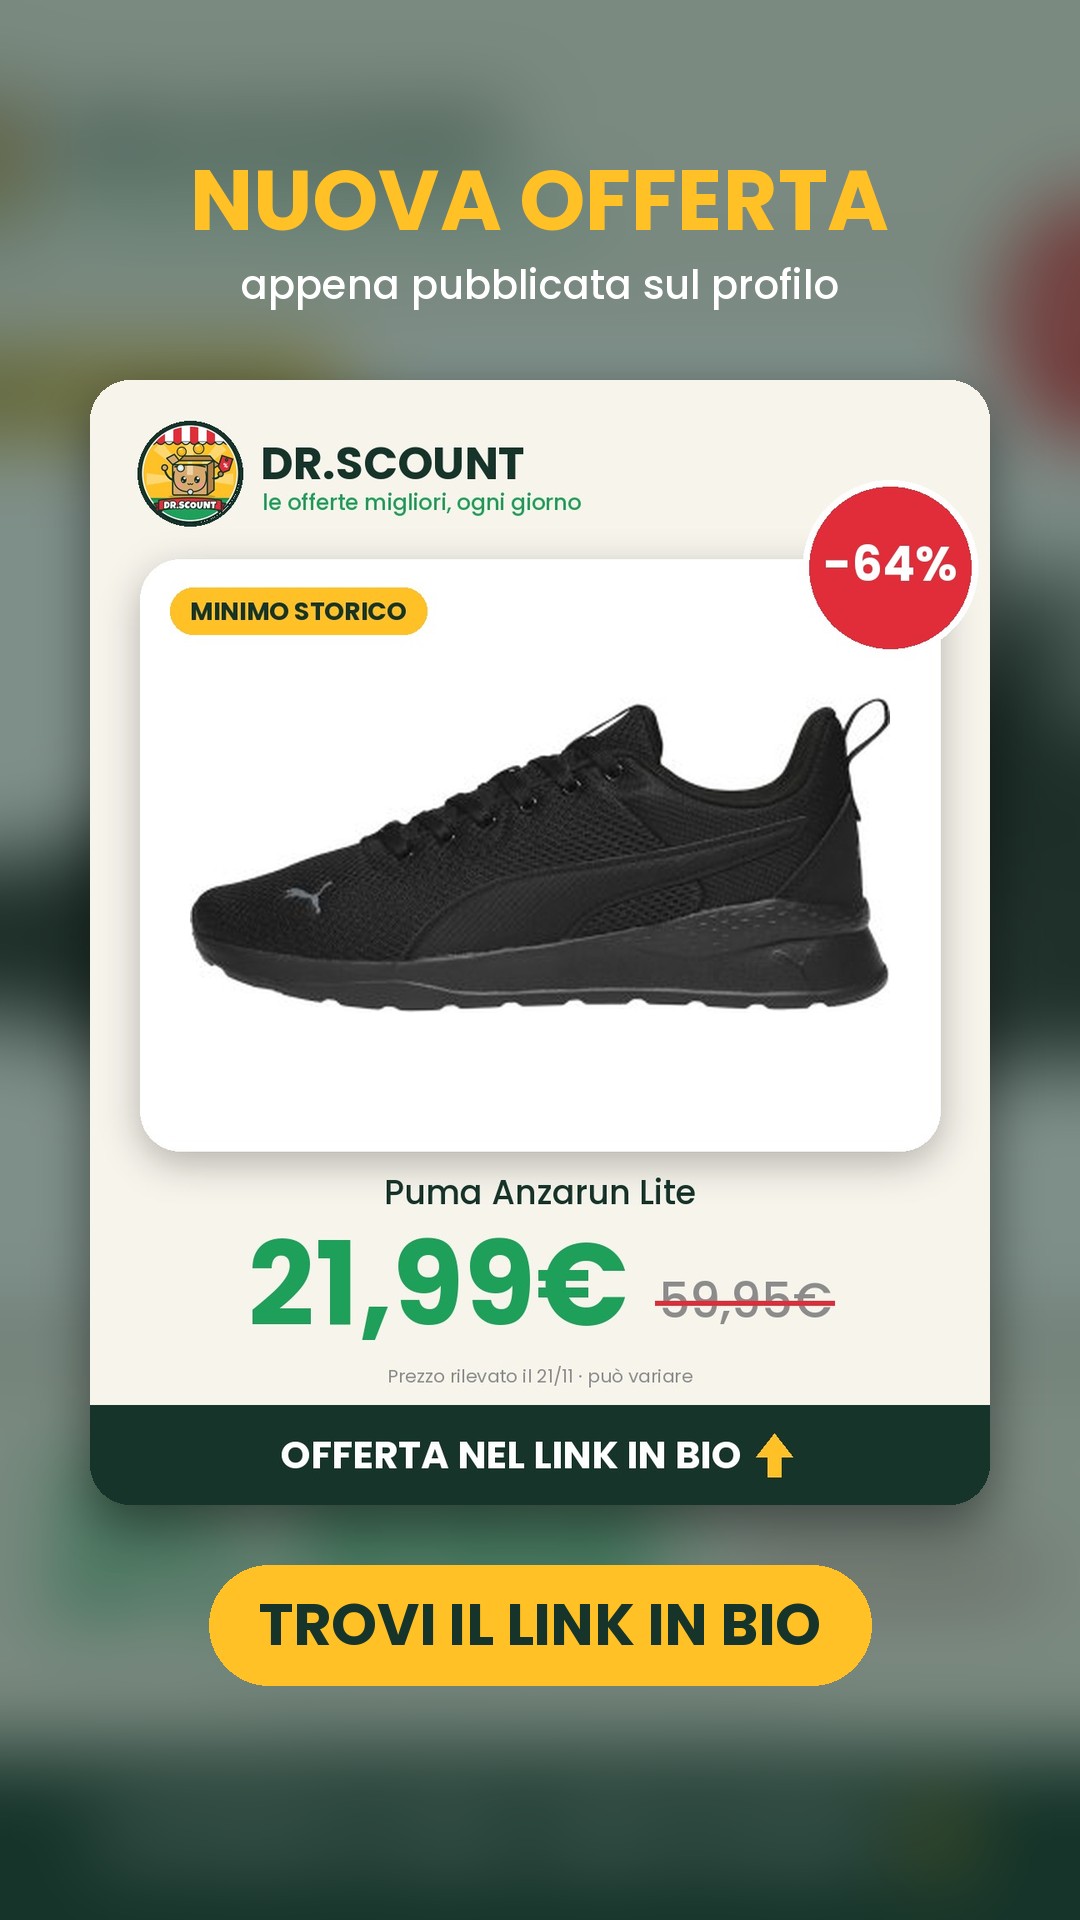 NUOVA OFFERTA
appena pubblicata sul profilo
DR.SCOUNT
DR.SCOUNT
le offerte migliori, ogni giorno
-64%
MINIMO STORICO
Puma Anzarun Lite
21,99€ 59,95€
Prezzo rilevato il 21/11 · può variare
OFFERTA NEL LINK IN BIO
TROVI IL LINK IN BIO